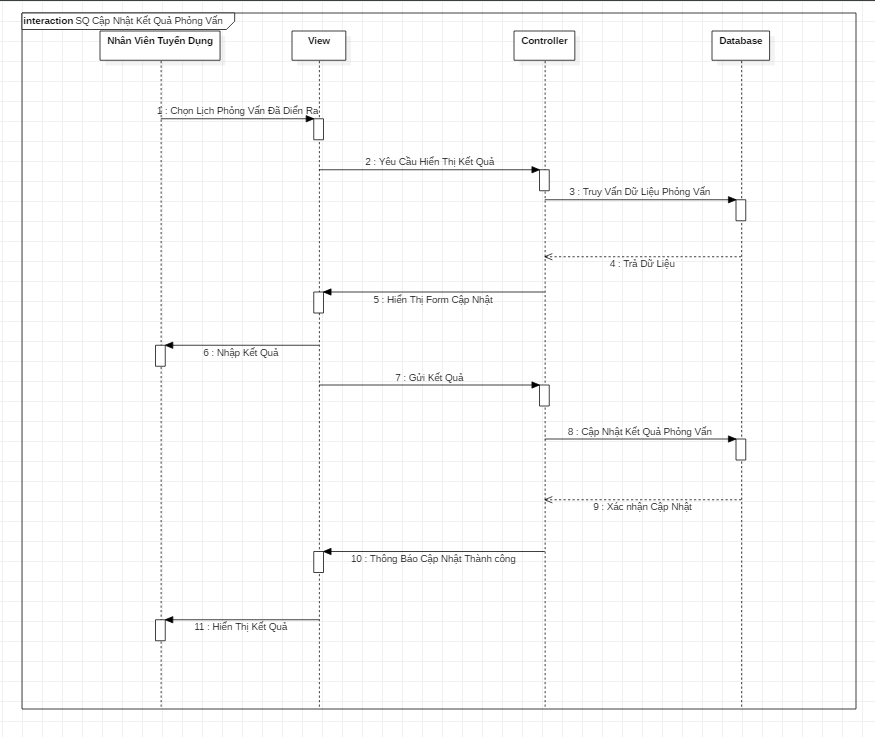 interaction SQ Cập Nhật Kết Quả Phỏng Vấn
Nhân Viên Tuyển Dụng
View
Controller
Database
1 : Chọn Lịch Phỏng Vấn Đã Diễn Ra
2 : Yêu Cầu Hiển Thị Kết Quả
3 : Truy Vấn Dữ Liệu Phỏng Vấn
4 : Trả Dữ Liệu
5 : Hiển Thị Form Cập Nhật
6 : Nhập Kết Quả
7 : Gửi Kết Quả
8 : Cập Nhật Kết Quả Phỏng Vấn
9 : Xác nhận Cập Nhật
10 : Thông Báo Cập Nhật Thành công
11 : Hiển Thị Kết Quả